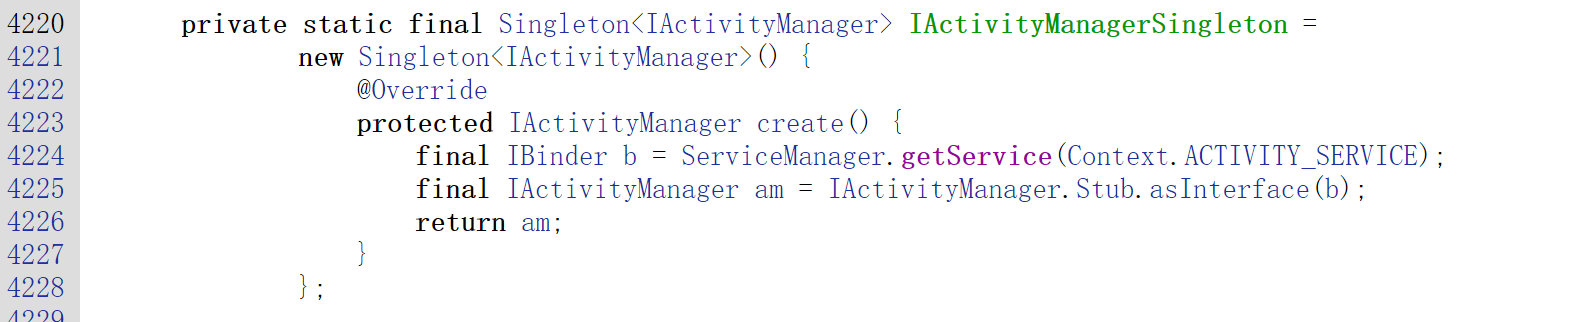 4220 private static final Singleton<IActivityManager> IActivityManagerSingleton =
4221 new Singleton<IActivityManager>() {
4222 @Override
4223 protected IActivityManager create() {
4224 final IBinder b = ServiceManager.getService(Context.ACTIVITY_SERVICE);
4225 final IActivityManager am = IActivityManager.Stub.asInterface(b);
4226 return am;
4227 }
4228 };
4229